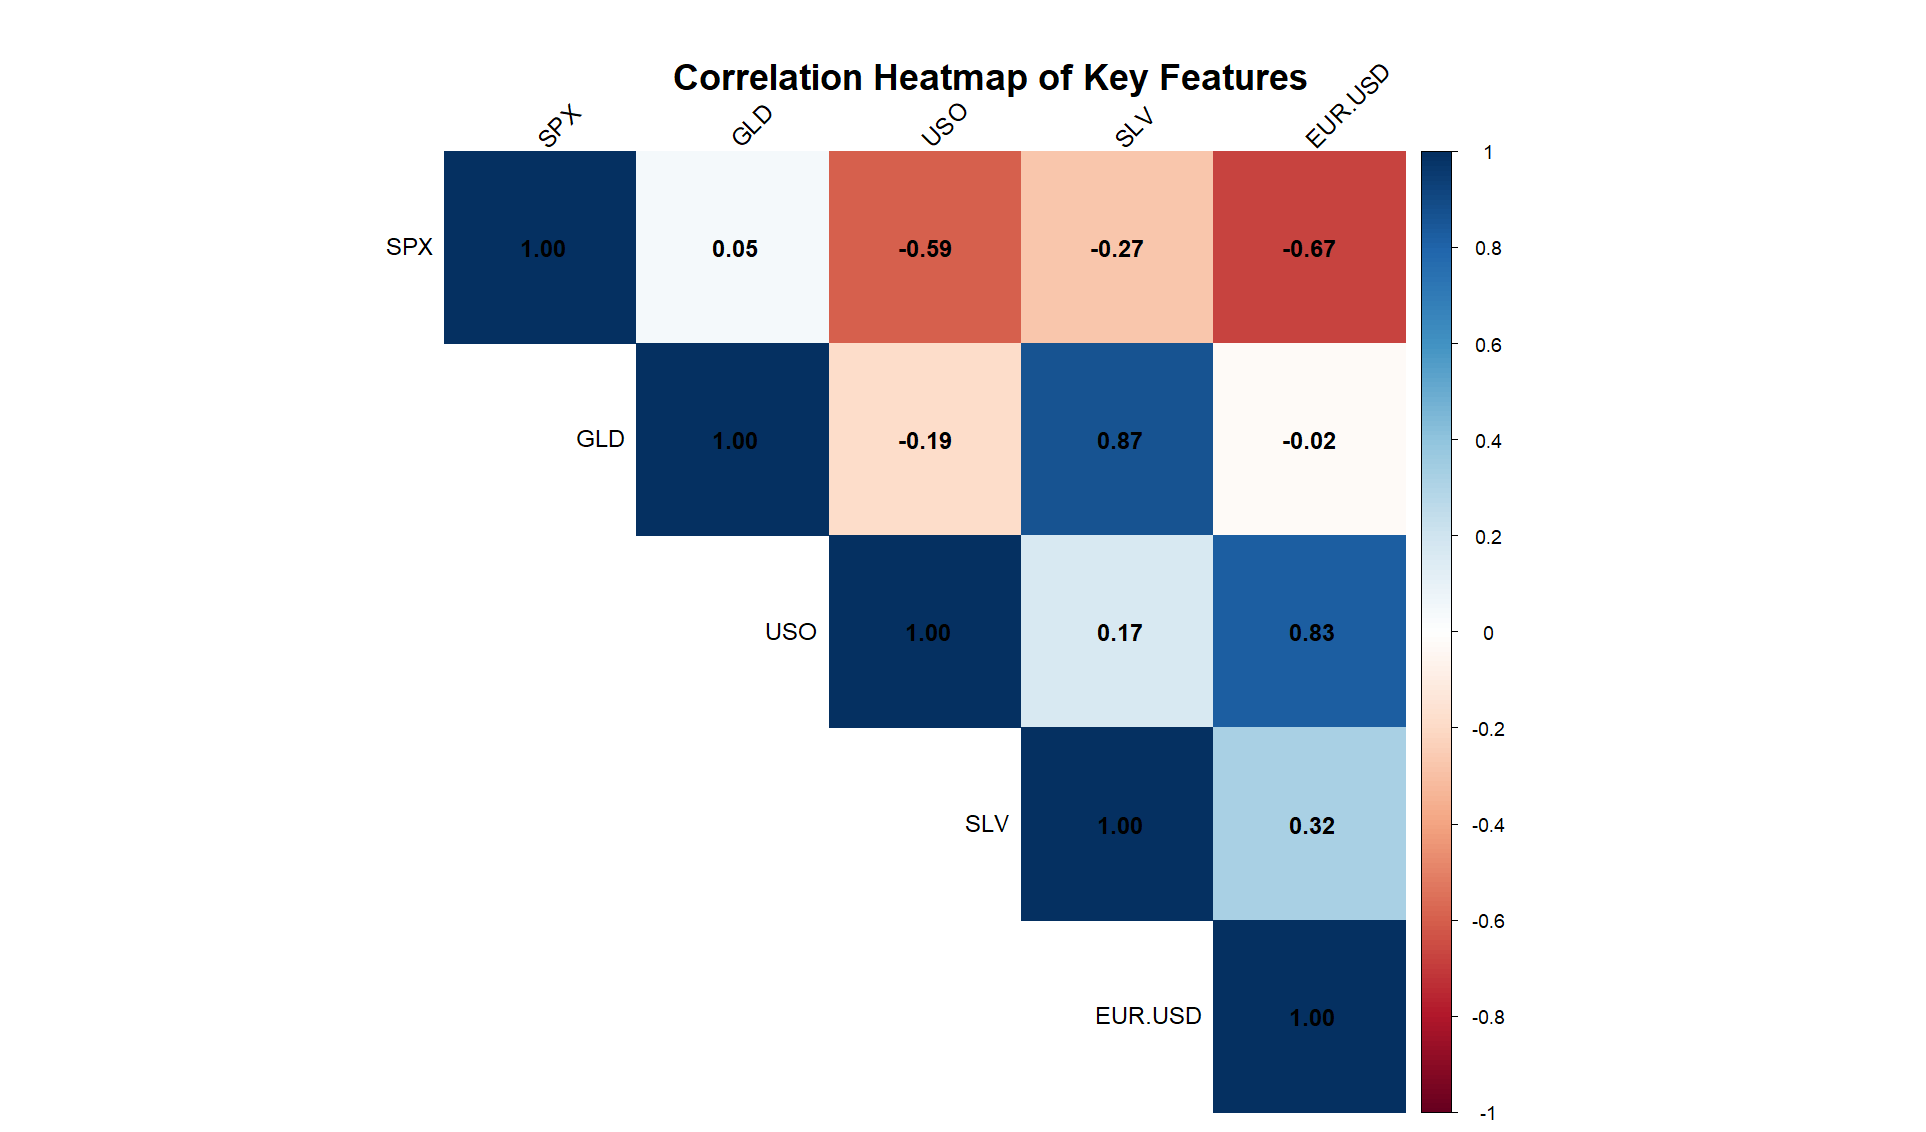 Correlation Heatmap of Key Features
SPX GLD USO SLV EUR.USD
SPX 1.00 0.05 -0.59 -0.27 -0.67
GLD 1.00 -0.19 0.87 -0.02
USO 1.00 0.17 0.83
SLV 1.00 0.32
EUR.USD 1.00
1
0.8
0.6
0.4
0.2
0
-0.2
-0.4
-0.6
-0.8
-1